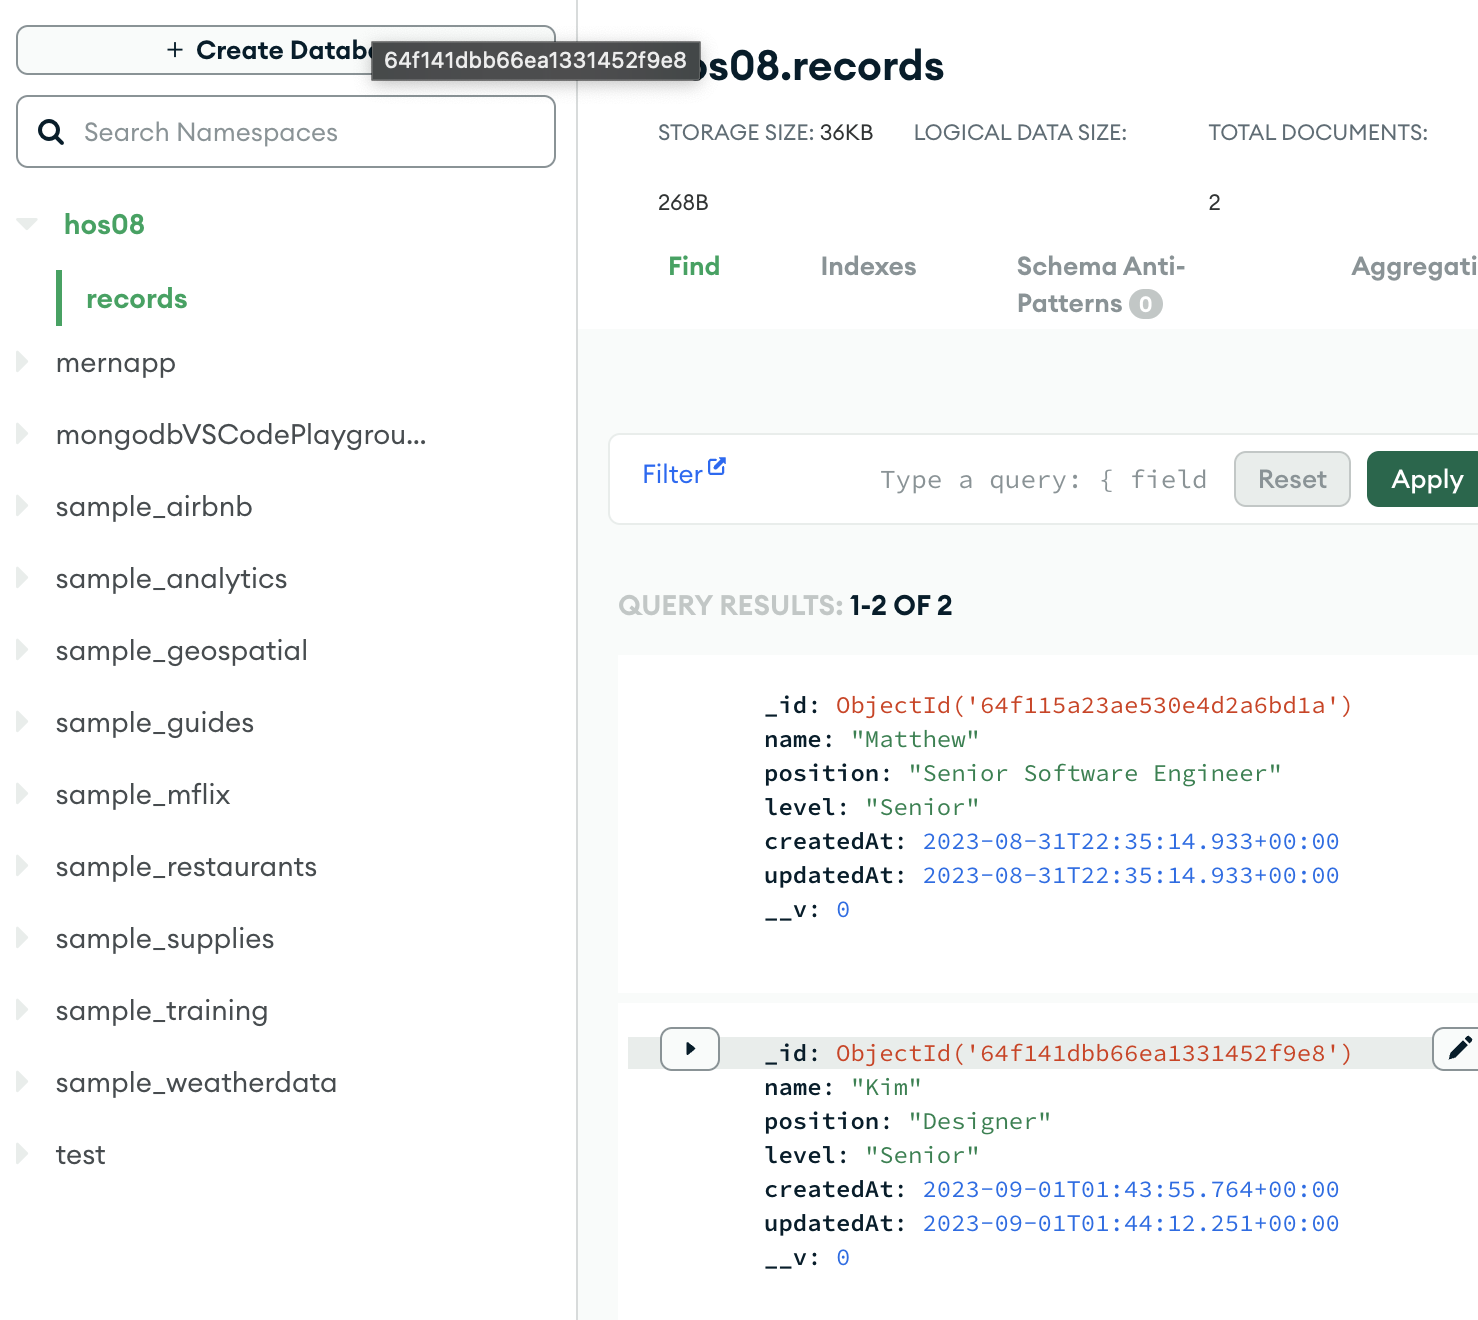 + Create Datab
64f141dbb66ea1331452f9e8
Search Namespaces
hos08
records
mernapp
mongodbVSCodePlaygrou...
sample_airbnb
sample_analytics
sample_geospatial
sample_guides
sample_mflix
sample_restaurants
sample_supplies
sample_training
sample_weatherdata
test
os08.records
STORAGE SIZE: 36KB LOGICAL DATA SIZE: TOTAL DOCUMENTS:
268B 2
Find Indexes Schema Anti- Aggregati
Patterns 0
Filter Type a query: { field Reset Apply
QUERY RESULTS: 1-2 OF 2
_id: ObjectId('64f115a23ae530e4d2a6bd1a')
name: "Matthew"
position: "Senior Software Engineer"
level: "Senior"
createdAt: 2023-08-31T22:35:14.933+00:00
updatedAt: 2023-08-31T22:35:14.933+00:00
__v: 0
_id: ObjectId('64f141dbb66ea1331452f9e8')
name: "Kim"
position: "Designer"
level: "Senior"
createdAt: 2023-09-01T01:43:55.764+00:00
updatedAt: 2023-09-01T01:44:12.251+00:00
__v: 0